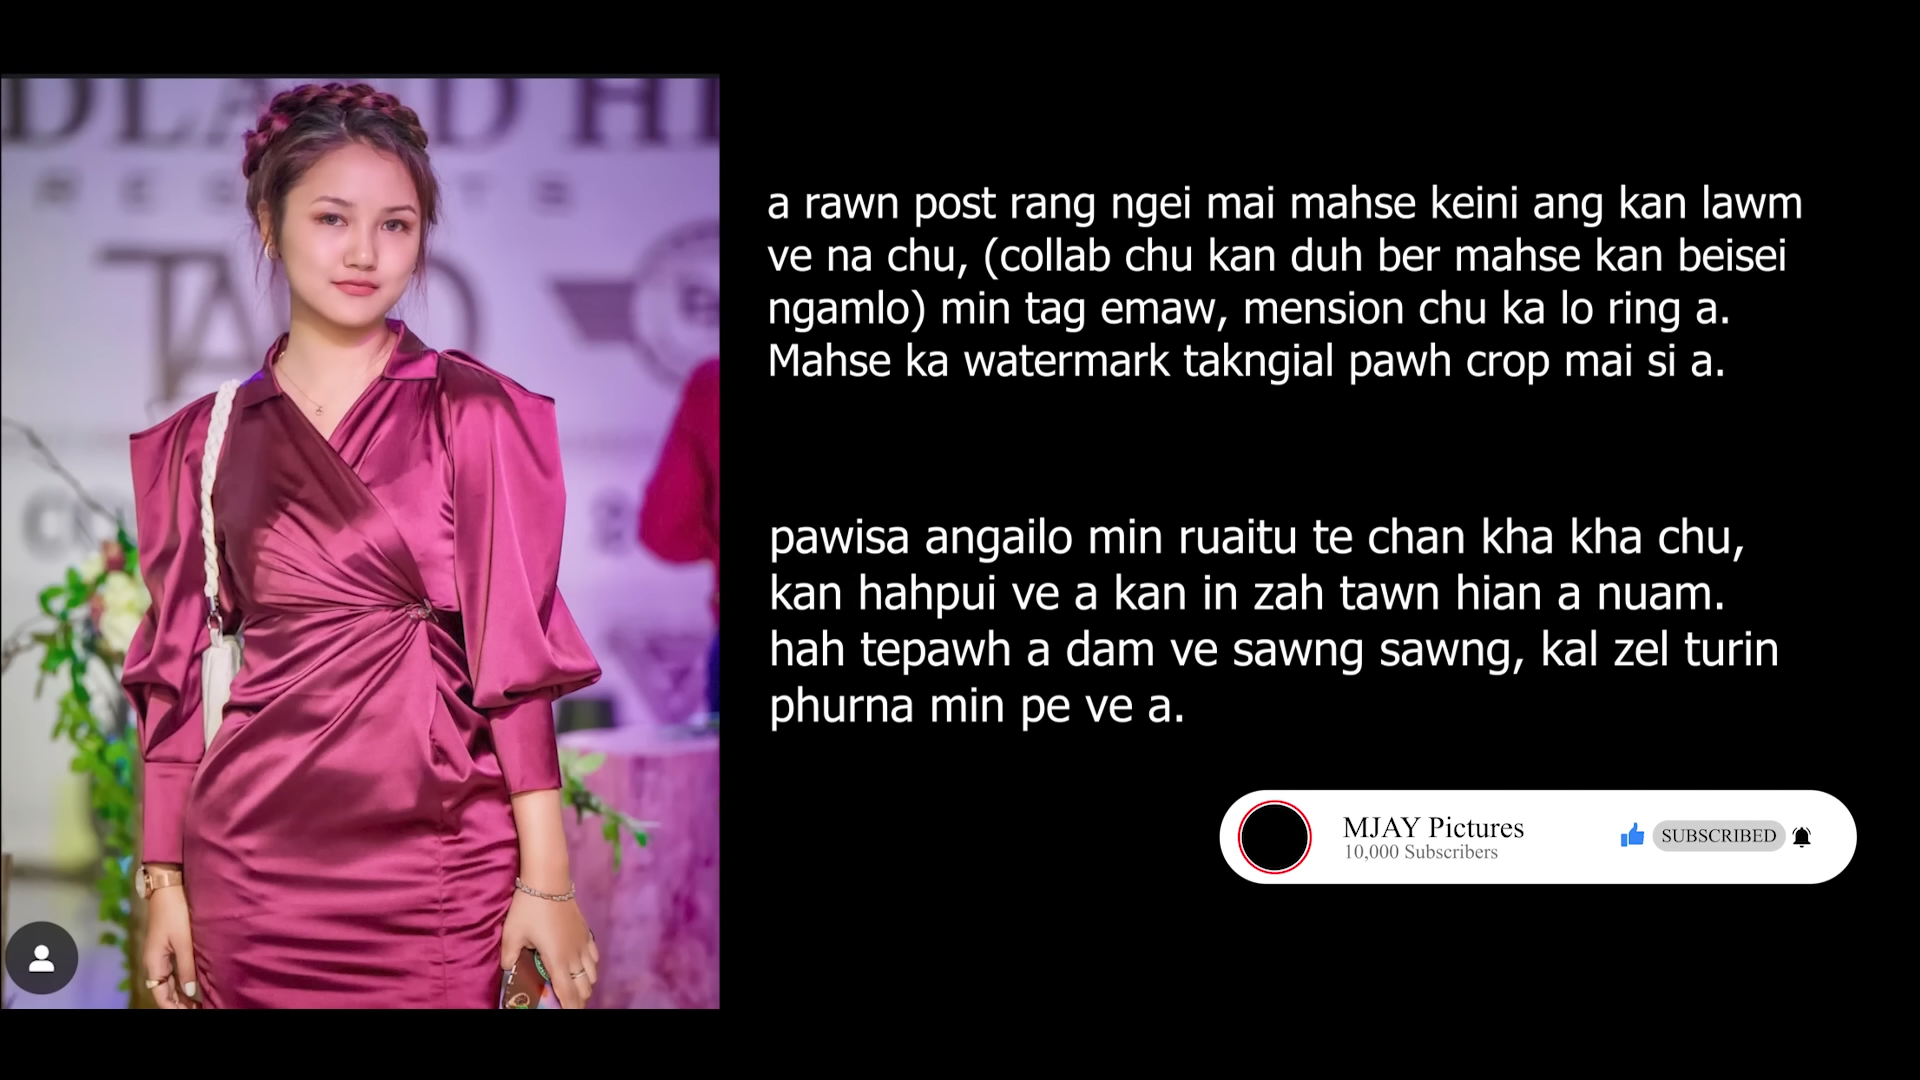 a rawn post rang ngei mai mahse keini ang kan lawm
ve na chu, (collab chu kan duh ber mahse kan beisei
ngamlo) min tag emaw, mension chu ka lo ring a.
Mahse ka watermark takngial pawh crop mai si a.
pawisa angailo min ruaitu te chan kha kha chu,
kan hahpui ve a kan in zah tawn hian a nuam.
hah tepawh a dam ve sawng sawng, kal zel turin
phurna min pe ve a.
MJAY Pictures
10,000 Subscribers
SUBSCRIBED